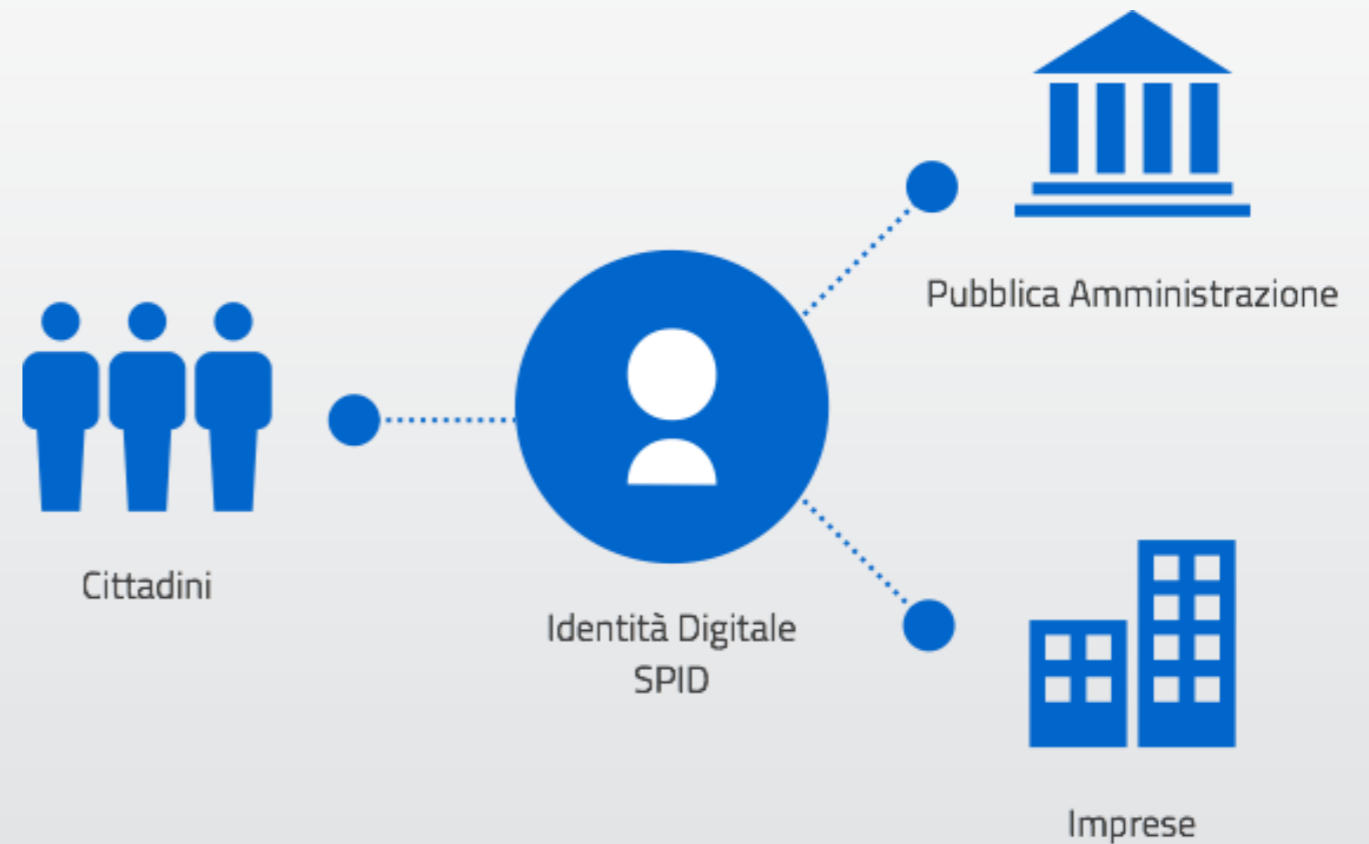 Pubblica Amministrazione
Cittadini
Identità Digitale
SPID
Imprese